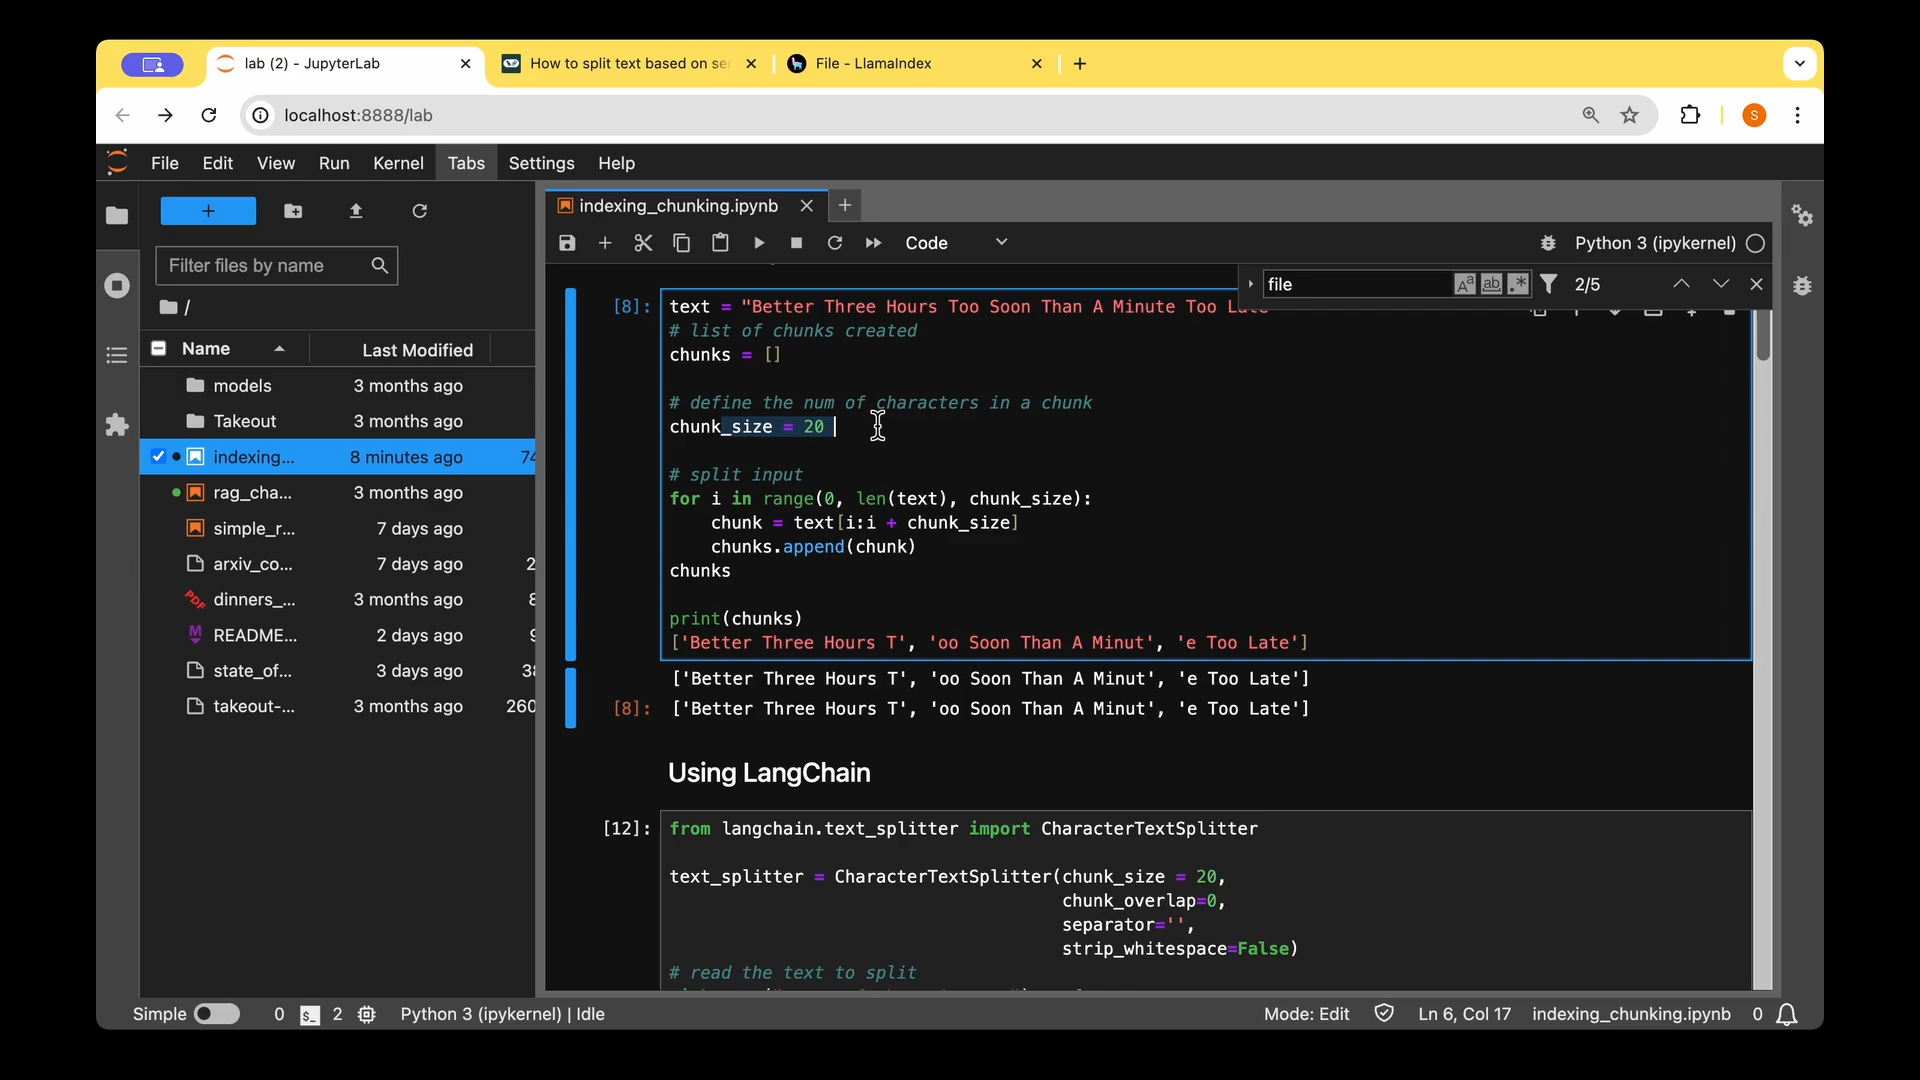 lab (2) - JupyterLab
How to split text based on se
File - LlamaIndex
localhost:8888/lab
S
File Edit View Run Kernel Tabs Settings Help
indexing_chunking.ipynb
Code
Python 3 (ipykernel)
Filter files by name
file
Aa
ab
.*
2/5
/
Name
Last Modified
models 3 months ago
Takeout 3 months ago
indexing... 8 minutes ago 74
rag_cha... 3 months ago
simple_r... 7 days ago
arxiv_co... 7 days ago 2
PDF dinners_... 3 months ago
M README... 2 days ago
state_of... 3 days ago 38
takeout-... 3 months ago 260
[8]:
text = "Better Three Hours Too Soon Than A Minute Too Late
# list of chunks created
chunks = []
# define the num of characters in a chunk
chunk_size = 20
# split input
for i in range(0, len(text), chunk_size):
chunk = text[i:i + chunk_size]
chunks.append(chunk)
chunks
print(chunks)
['Better Three Hours T', 'oo Soon Than A Minut', 'e Too Late']
['Better Three Hours T', 'oo Soon Than A Minut', 'e Too Late']
[8]: ['Better Three Hours T', 'oo Soon Than A Minut', 'e Too Late']
Using LangChain
[12]:
from langchain.text_splitter import CharacterTextSplitter
text_splitter = CharacterTextSplitter(chunk_size = 20,
chunk_overlap=0,
separator='',
strip_whitespace=False)
# read the text to split
Simple 0 $_ 2 Python 3 (ipykernel) | Idle
Mode: Edit Ln 6, Col 17 indexing_chunking.ipynb 0